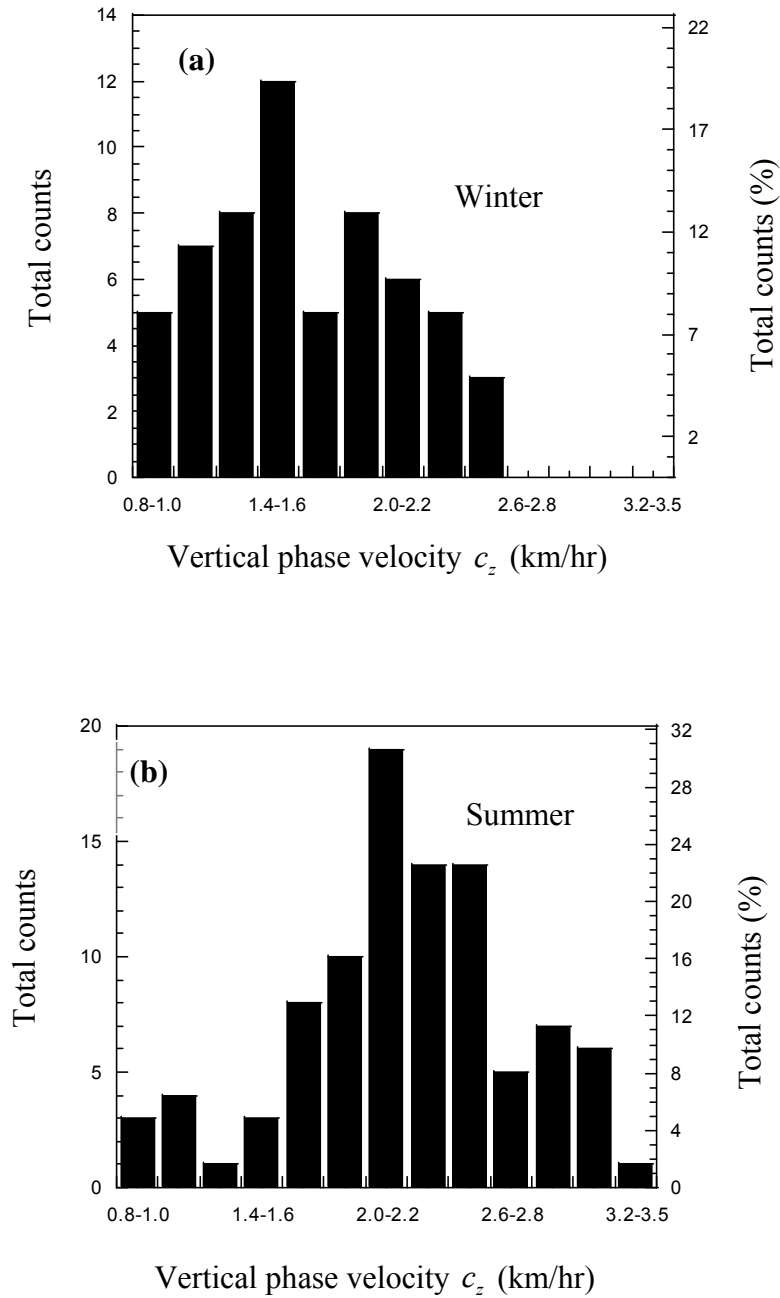 (a)
Winter
Total counts
14
12
10
8
6
4
2
0
22
17
12
7
2
Total counts (%)
0.8-1.0 1.4-1.6 2.0-2.2 2.6-2.8 3.2-3.5
Vertical phase velocity c_z (km/hr)
(b)
Summer
Total counts
20
15
10
5
0
32
28
24
20
16
12
8
4
0
Total counts (%)
0.8-1.0 1.4-1.6 2.0-2.2 2.6-2.8 3.2-3.5
Vertical phase velocity c_z (km/hr)